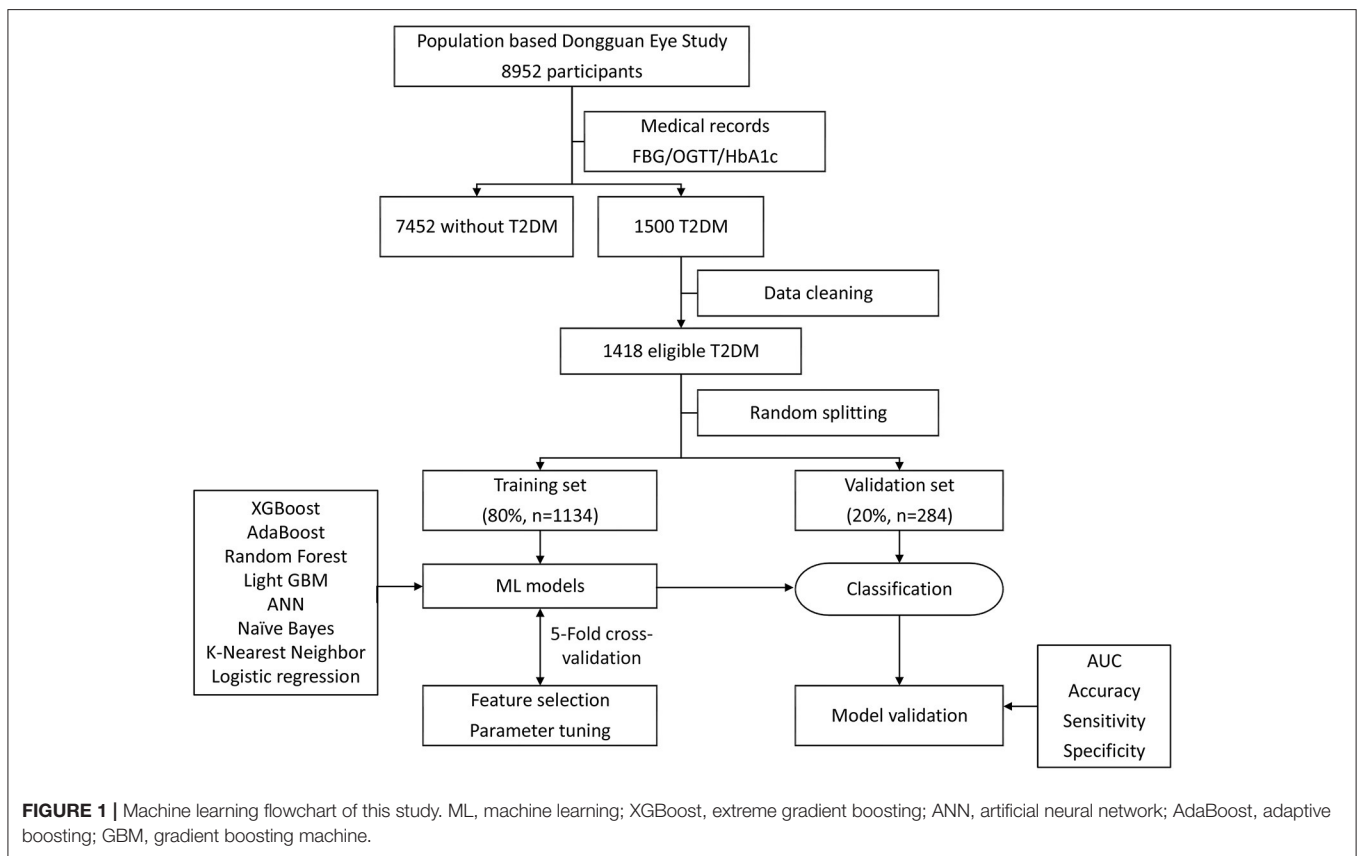 Population based Dongguan Eye Study
8952 participants
Medical records
FBG/OGTT/HbA1c
7452 without T2DM
1500 T2DM
Data cleaning
1418 eligible T2DM
Random splitting
Training set
(80%, n=1134)
Validation set
(20%, n=284)
XGBoost
AdaBoost
Random Forest
Light GBM
ANN
Naïve Bayes
K-Nearest Neighbor
Logistic regression
ML models
Classification
5-Fold cross-
validation
Feature selection
Parameter tuning
Model validation
AUC
Accuracy
Sensitivity
Specificity
FIGURE 1 | Machine learning flowchart of this study. ML, machine learning; XGBoost, extreme gradient boosting; ANN, artificial neural network; AdaBoost, adaptive
boosting; GBM, gradient boosting machine.